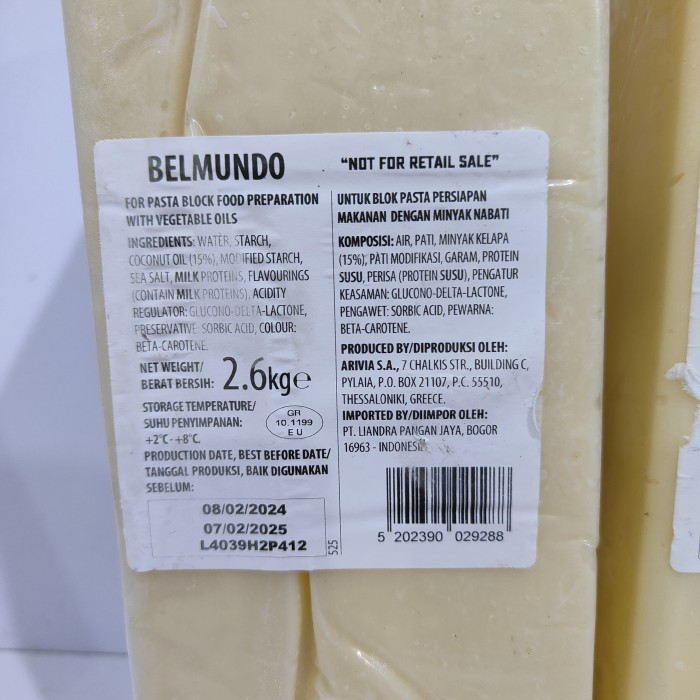 BELMUNDO
"NOT FOR RETAIL SALE"
FOR PASTA BLOCK FOOD PREPARATION
WITH VEGETABLE OILS
INGREDIENTS: WATER, STARCH,
COCONUT OIL (15%), MODIFIED STARCH,
SEA SALT, MILK PROTEINS, FLAVOURINGS
(CONTAIN MILK PROTEINS), ACIDITY
REGULATOR: GLUCONO-DELTA-LACTONE,
PRESERVATIVE: SORBIC ACID, COLOUR:
BETA-CAROTENE.
NET WEIGHT/
BERAT BERSIH: 2.6kg℮
STORAGE TEMPERATURE/
SUHU PENYIMPANAN:
+2°C-+8°C.
GR
10.1199
EU
PRODUCTION DATE, BEST BEFORE DATE/
TANGGAL PRODUKSI, BAIK DIGUNAKAN
SEBELUM:
08/02/2024
07/02/2025
L4039H2P412
525
UNTUK BLOK PASTA PERSIAPAN
MAKANAN DENGAN MINYAK NABATI
KOMPOSISI: AIR, PATI, MINYAK KELAPA
(15%), PATI MODIFIKASI, GARAM, PROTEIN
SUSU, PERISA (PROTEIN SUSU), PENGATUR
KEASAMAN: GLUCONO-DELTA-LACTONE,
PENGAWET: SORBIC ACID, PEWARNA:
BETA-CAROTENE.
PRODUCED BY/DIPRODUKSI OLEH:
ARIVIA S.A., 7 CHALKIS STR., BUILDING C,
PYLAIA, P.O. BOX 21107, P.C. 55510,
THESSALONIKI, GREECE.
IMPORTED BY/DIIMPOR OLEH:
PT. LIANDRA PANGAN JAYA, BOGOR
16963 - INDONESIA
5 202390 029288